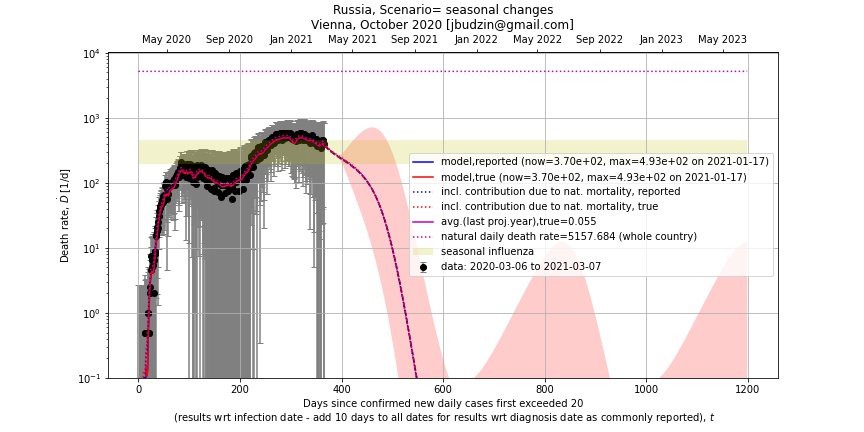 Russia, Scenario= seasonal changes
Vienna, October 2020 [jbudzin@gmail.com]
May 2020 Sep 2020 Jan 2021 May 2021 Sep 2021 Jan 2022 May 2022 Sep 2022 Jan 2023 May 2023
10⁴
10³
10²
10¹
10⁰
10⁻¹
Death rate, D [1/d]
model,reported (now=3.70e+02, max=4.93e+02 on 2021-01-17)
model,true (now=3.70e+02, max=4.93e+02 on 2021-01-17)
incl. contribution due to nat. mortality, reported
incl. contribution due to nat. mortality, true
avg.(last proj.year),true=0.055
natural daily death rate=5157.684 (whole country)
seasonal influenza
data: 2020-03-06 to 2021-03-07
0 200 400 600 800 1000 1200
Days since confirmed new daily cases first exceeded 20
(results wrt infection date - add 10 days to all dates for results wrt diagnosis date as commonly reported), t